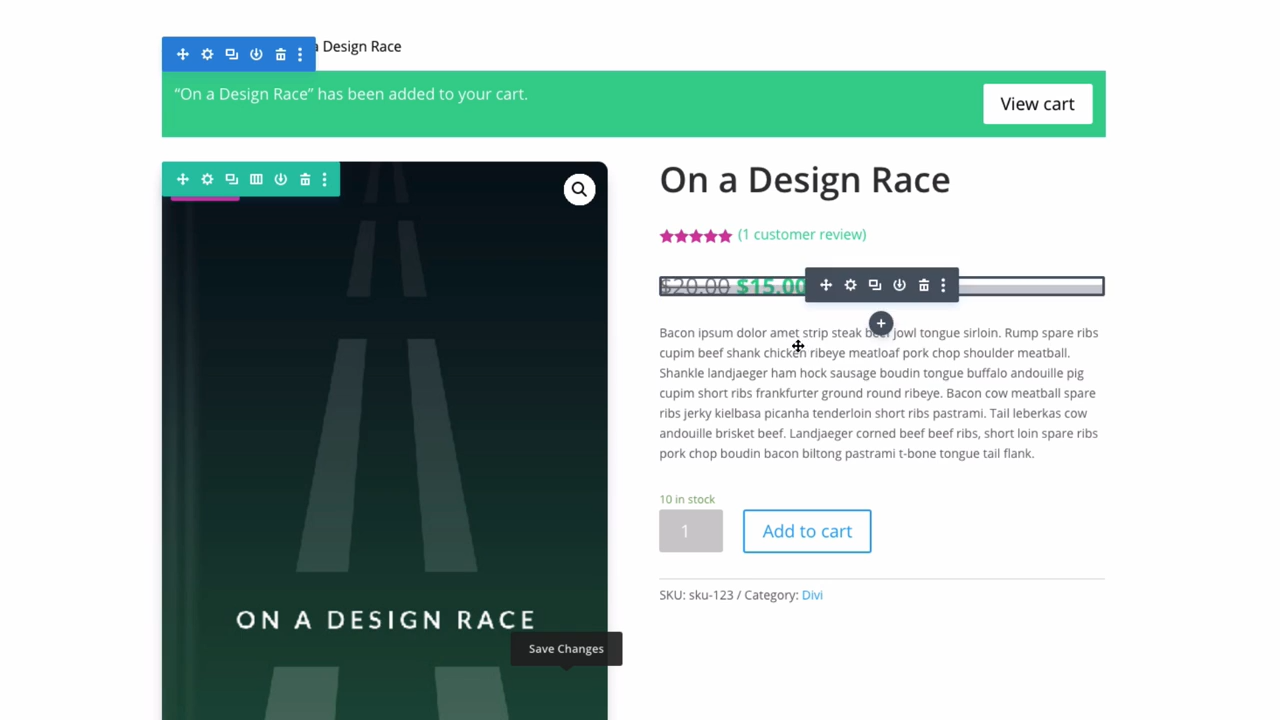 a Design Race
“On a Design Race” has been added to your cart.
View cart
On a Design Race
(1 customer review)
$20.00 $15.00
Bacon ipsum dolor amet strip steak beef jowl tongue sirloin. Rump spare ribs
cupim beef shank chicken ribeye meatloaf pork chop shoulder meatball.
Shankle landjaeger ham hock sausage boudin tongue buffalo andouille pig
cupim short ribs frankfurter ground round ribeye. Bacon cow meatball spare
ribs jerky kielbasa picanha tenderloin short ribs pastrami. Tail leberkas cow
andouille brisket beef. Landjaeger corned beef beef ribs, short loin spare ribs
pork chop boudin bacon biltong pastrami t-bone tongue tail flank.
10 in stock
1
Add to cart
SKU: sku-123 / Category: Divi
ON A DESIGN RACE
Save Changes